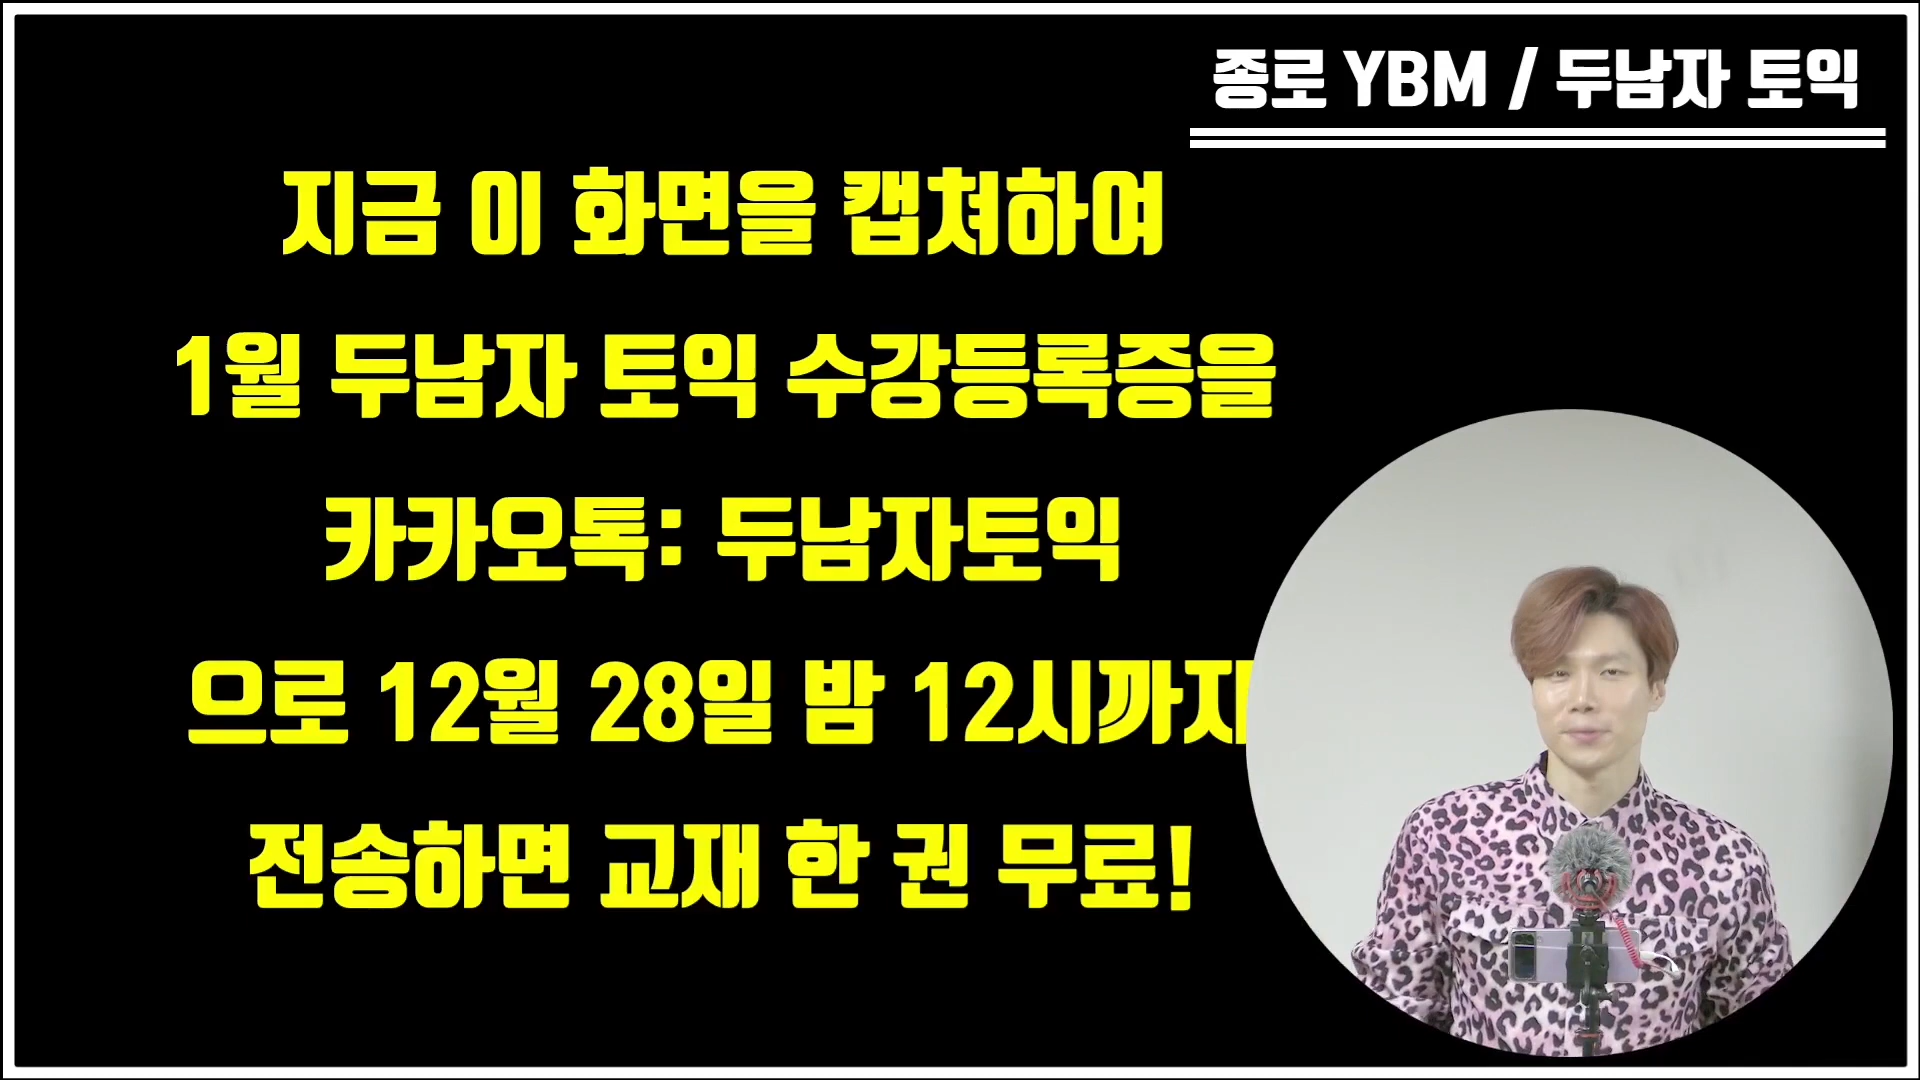 종로 YBM / 두남자 토익
지금 이 화면을 캡쳐하여
1월 두남자 토익 수강등록증을
카카오톡: 두남자토익
으로 12월 28일 밤 12시까지
전송하면 교재 한 권 무료!